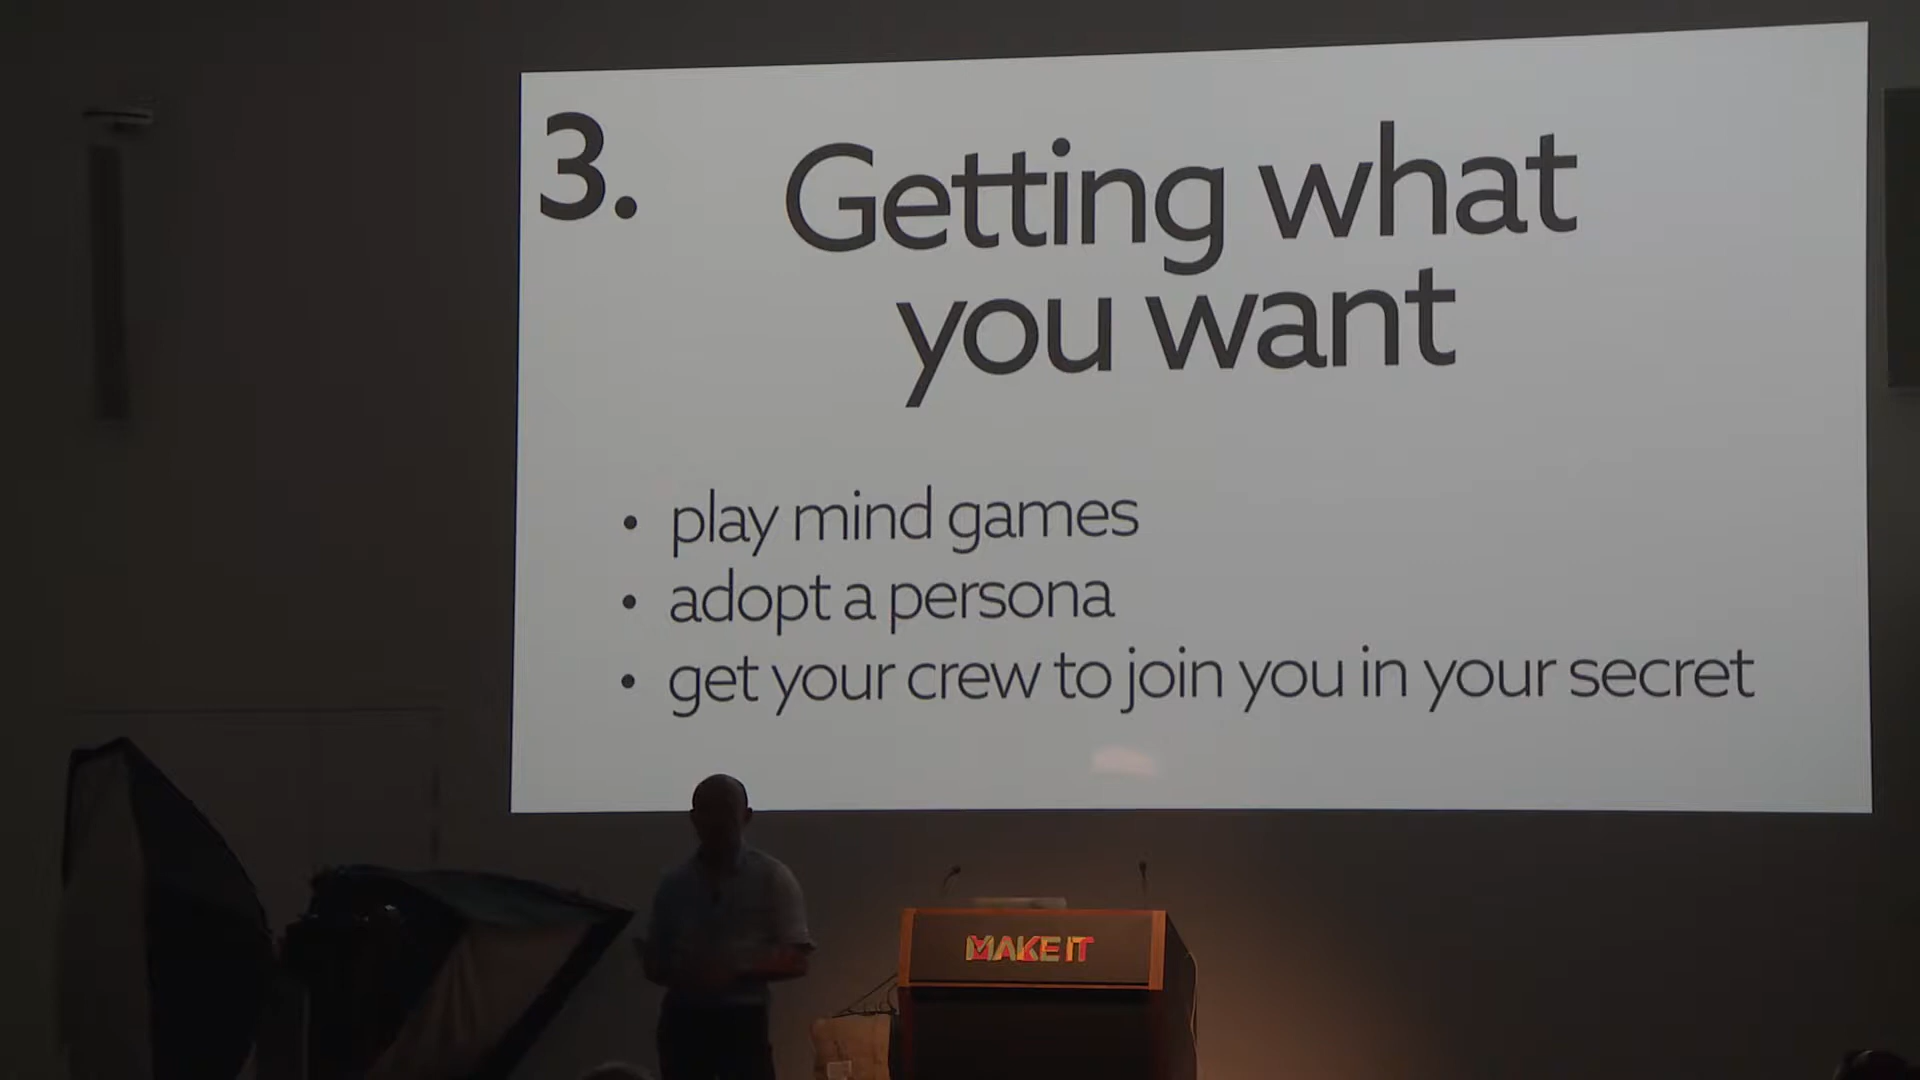 3.
Getting what
you want
• play mind games
• adopt a persona
• get your crew to join you in your secret
MAKE IT